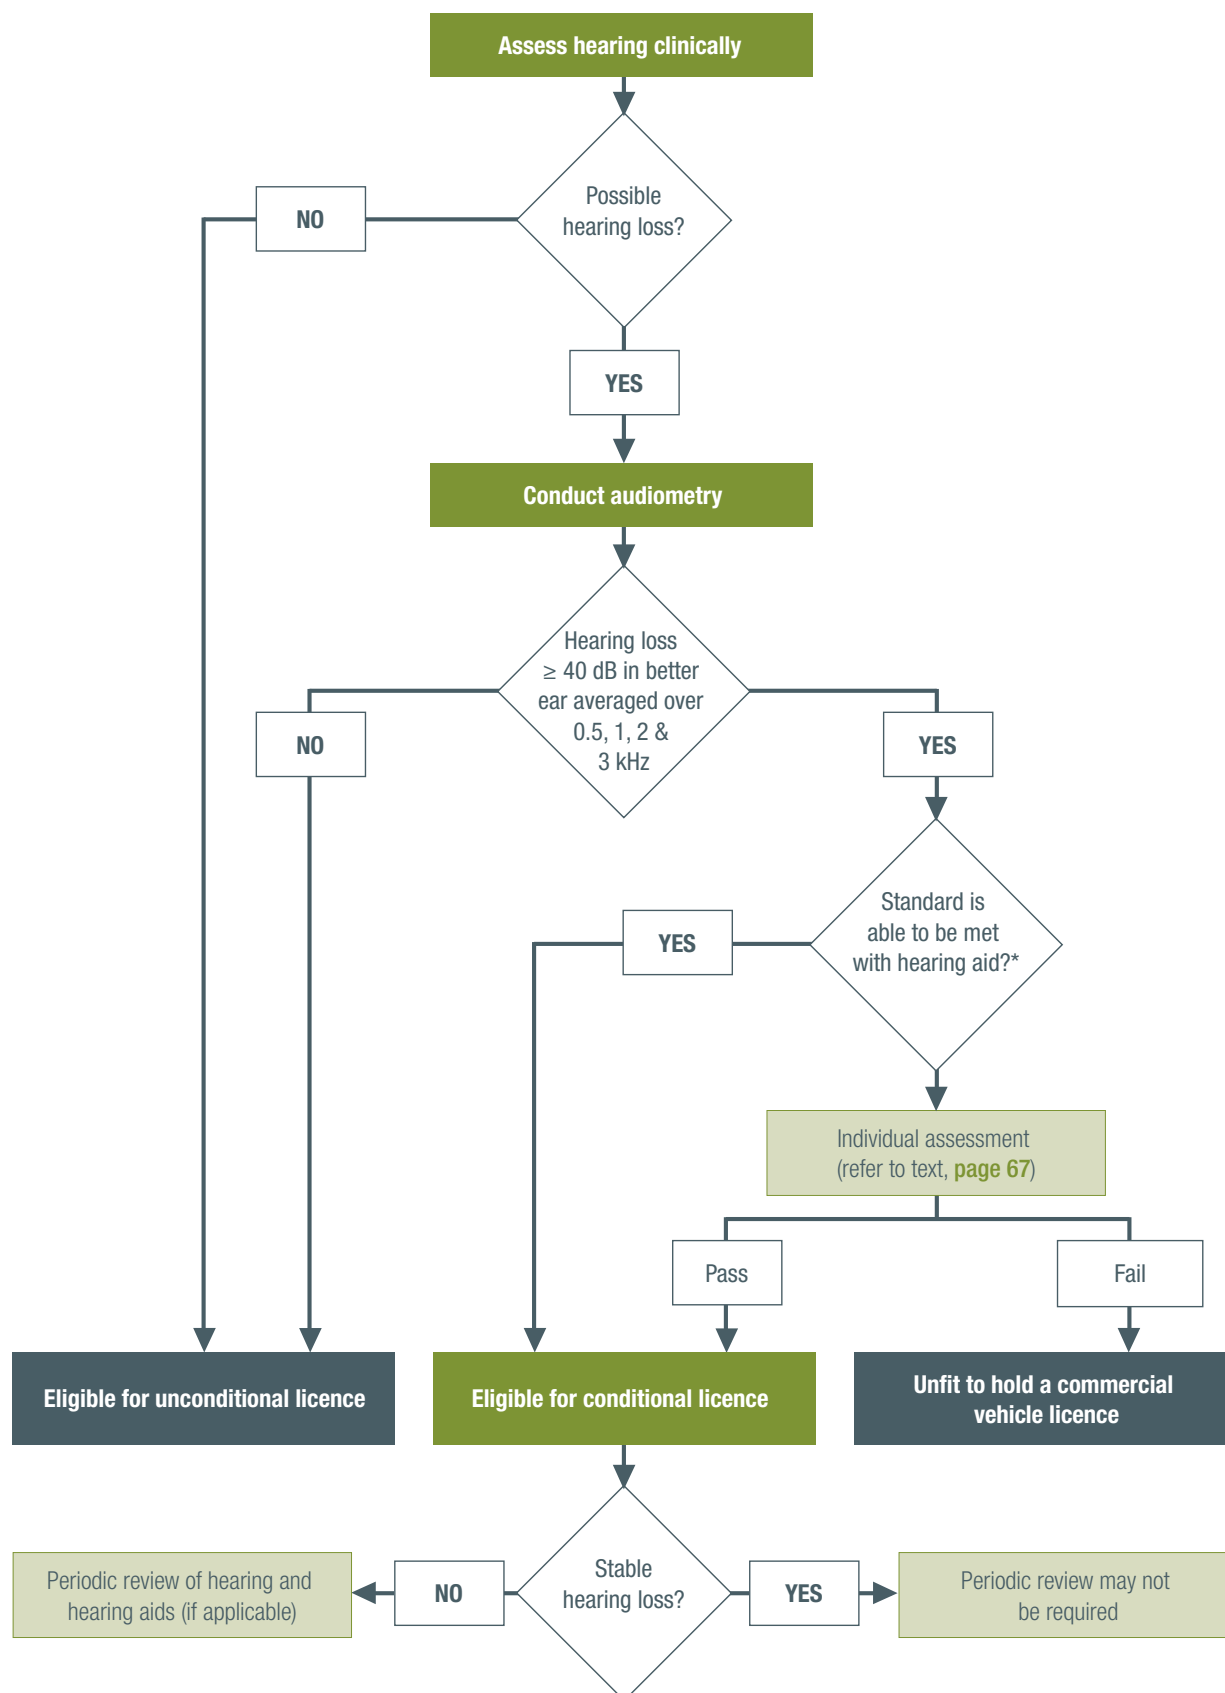 Assess hearing clinically
Possible
hearing loss?
NO
YES
Conduct audiometry
Hearing loss
≥ 40 dB in better
ear averaged over
0.5, 1, 2 &
3 kHz
NO
YES
Standard is
able to be met
with hearing aid?*
YES
Individual assessment
(refer to text, page 67)
Pass
Fail
Eligible for unconditional licence
Eligible for conditional licence
Unfit to hold a commercial
vehicle licence
Stable
hearing loss?
NO
YES
Periodic review of hearing and
hearing aids (if applicable)
Periodic review may not
be required